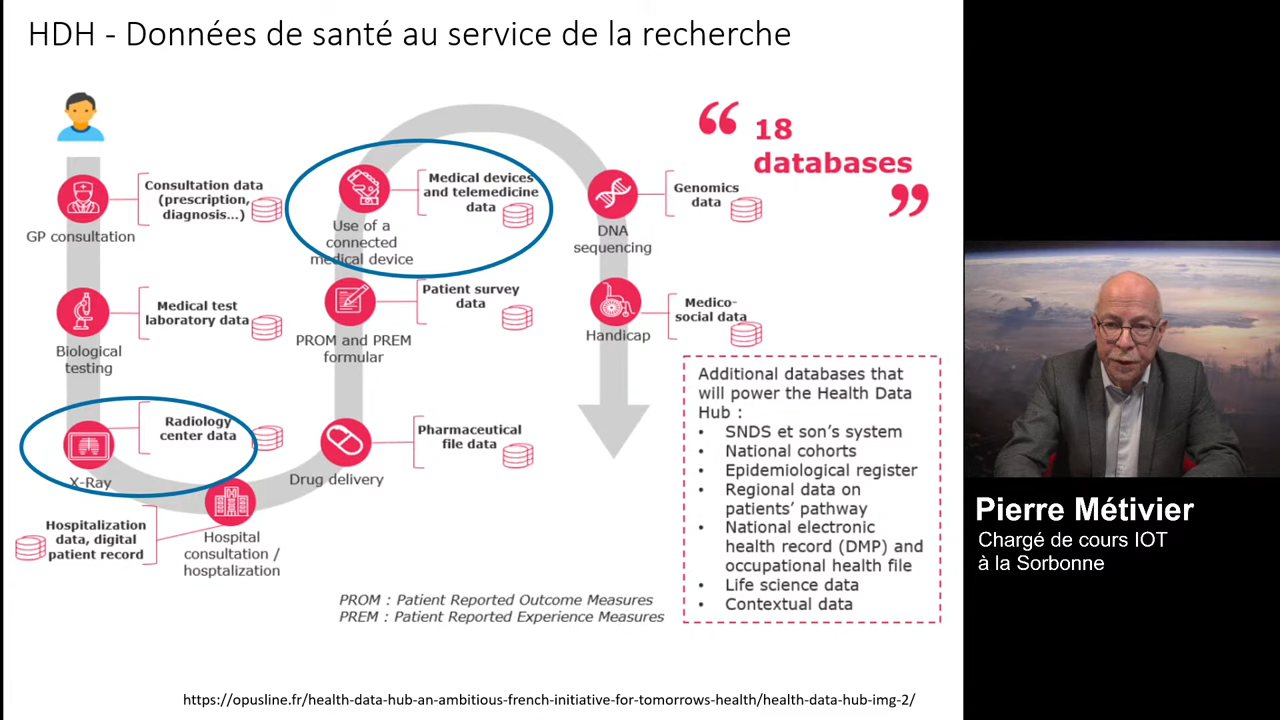 HDH - Données de santé au service de la recherche
“ 18
databases ”
Consultation data
(prescription,
diagnosis...)
GP consultation
Medical test
laboratory data
Biological
testing
Radiology
center data
X-Ray
Hospitalization
data, digital
patient record
Hospital
consultation /
hosptalization
Medical devices
and telemedicine
data
Use of a
connected
medical device
Patient survey
data
PROM and PREM
formular
Pharmaceutical
file data
Drug delivery
Genomics
data
DNA
sequencing
Medico-
social data
Handicap
Additional databases that
will power the Health Data
Hub :
• SNDS et son's system
• National cohorts
• Epidemiological register
• Regional data on
patients' pathway
• National electronic
health record (DMP) and
occupational health file
• Life science data
• Contextual data
PROM : Patient Reported Outcome Measures
PREM : Patient Reported Experience Measures
https://opusline.fr/health-data-hub-an-ambitious-french-initiative-for-tomorrows-health/health-data-hub-img-2/
Pierre Métivier
Chargé de cours IOT
à la Sorbonne